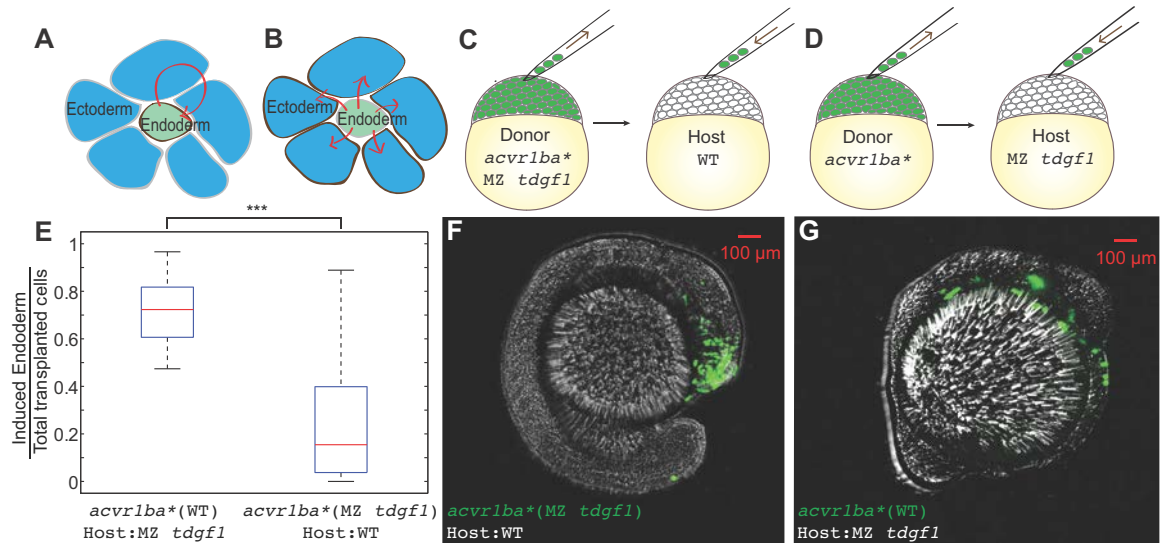 A
B
C
D
Ectoderm
Endoderm
Ectoderm
Endoderm
Donor
acvr1ba*
MZ tdgf1
Host
WT
Donor
acvr1ba*
Host
MZ tdgf1
E
***
Induced Endoderm
Total transplanted cells
1
0.8
0.6
0.4
0.2
0
acvr1ba*(WT)
Host:MZ tdgf1
acvr1ba*(MZ tdgf1)
Host:WT
F
100 µm
acvr1ba*(MZ tdgf1)
Host:WT
G
100 µm
acvr1ba*(WT)
Host:MZ tdgf1